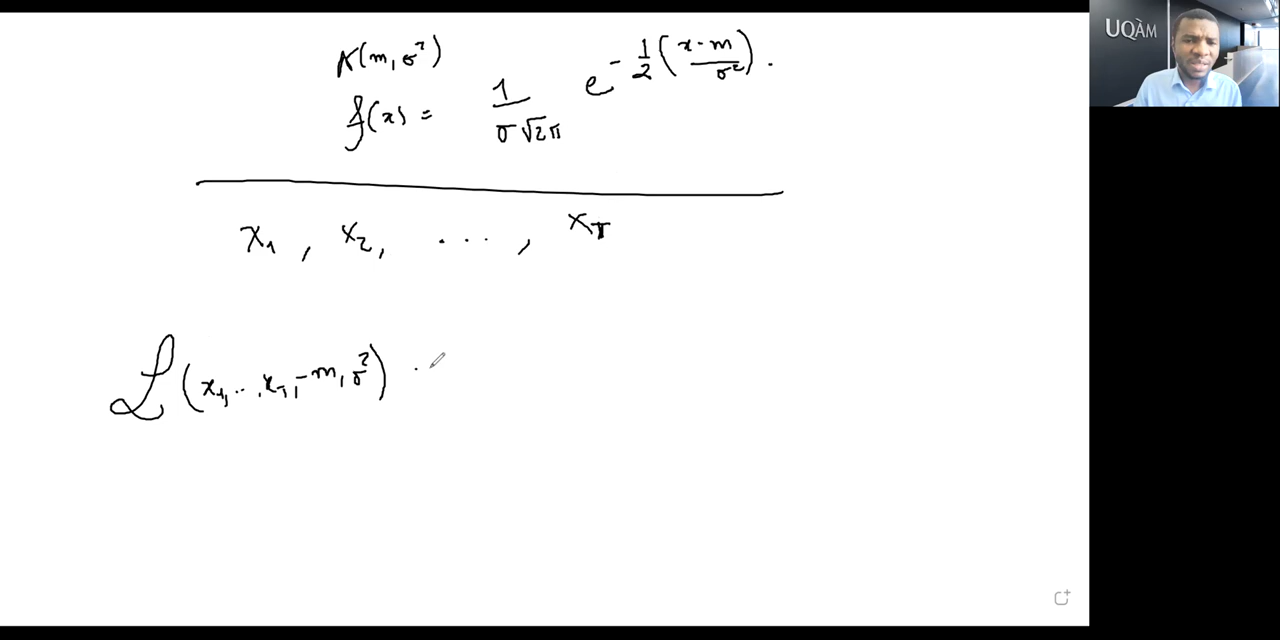 N(m, σ²)
f(x) = 1/(σ√2π) e^{-1/2 ((x-m)/σ²)}.
x₁, x₂, ..., x_T
ℒ(x₁, .., x_T, m, σ²)
UQÀM